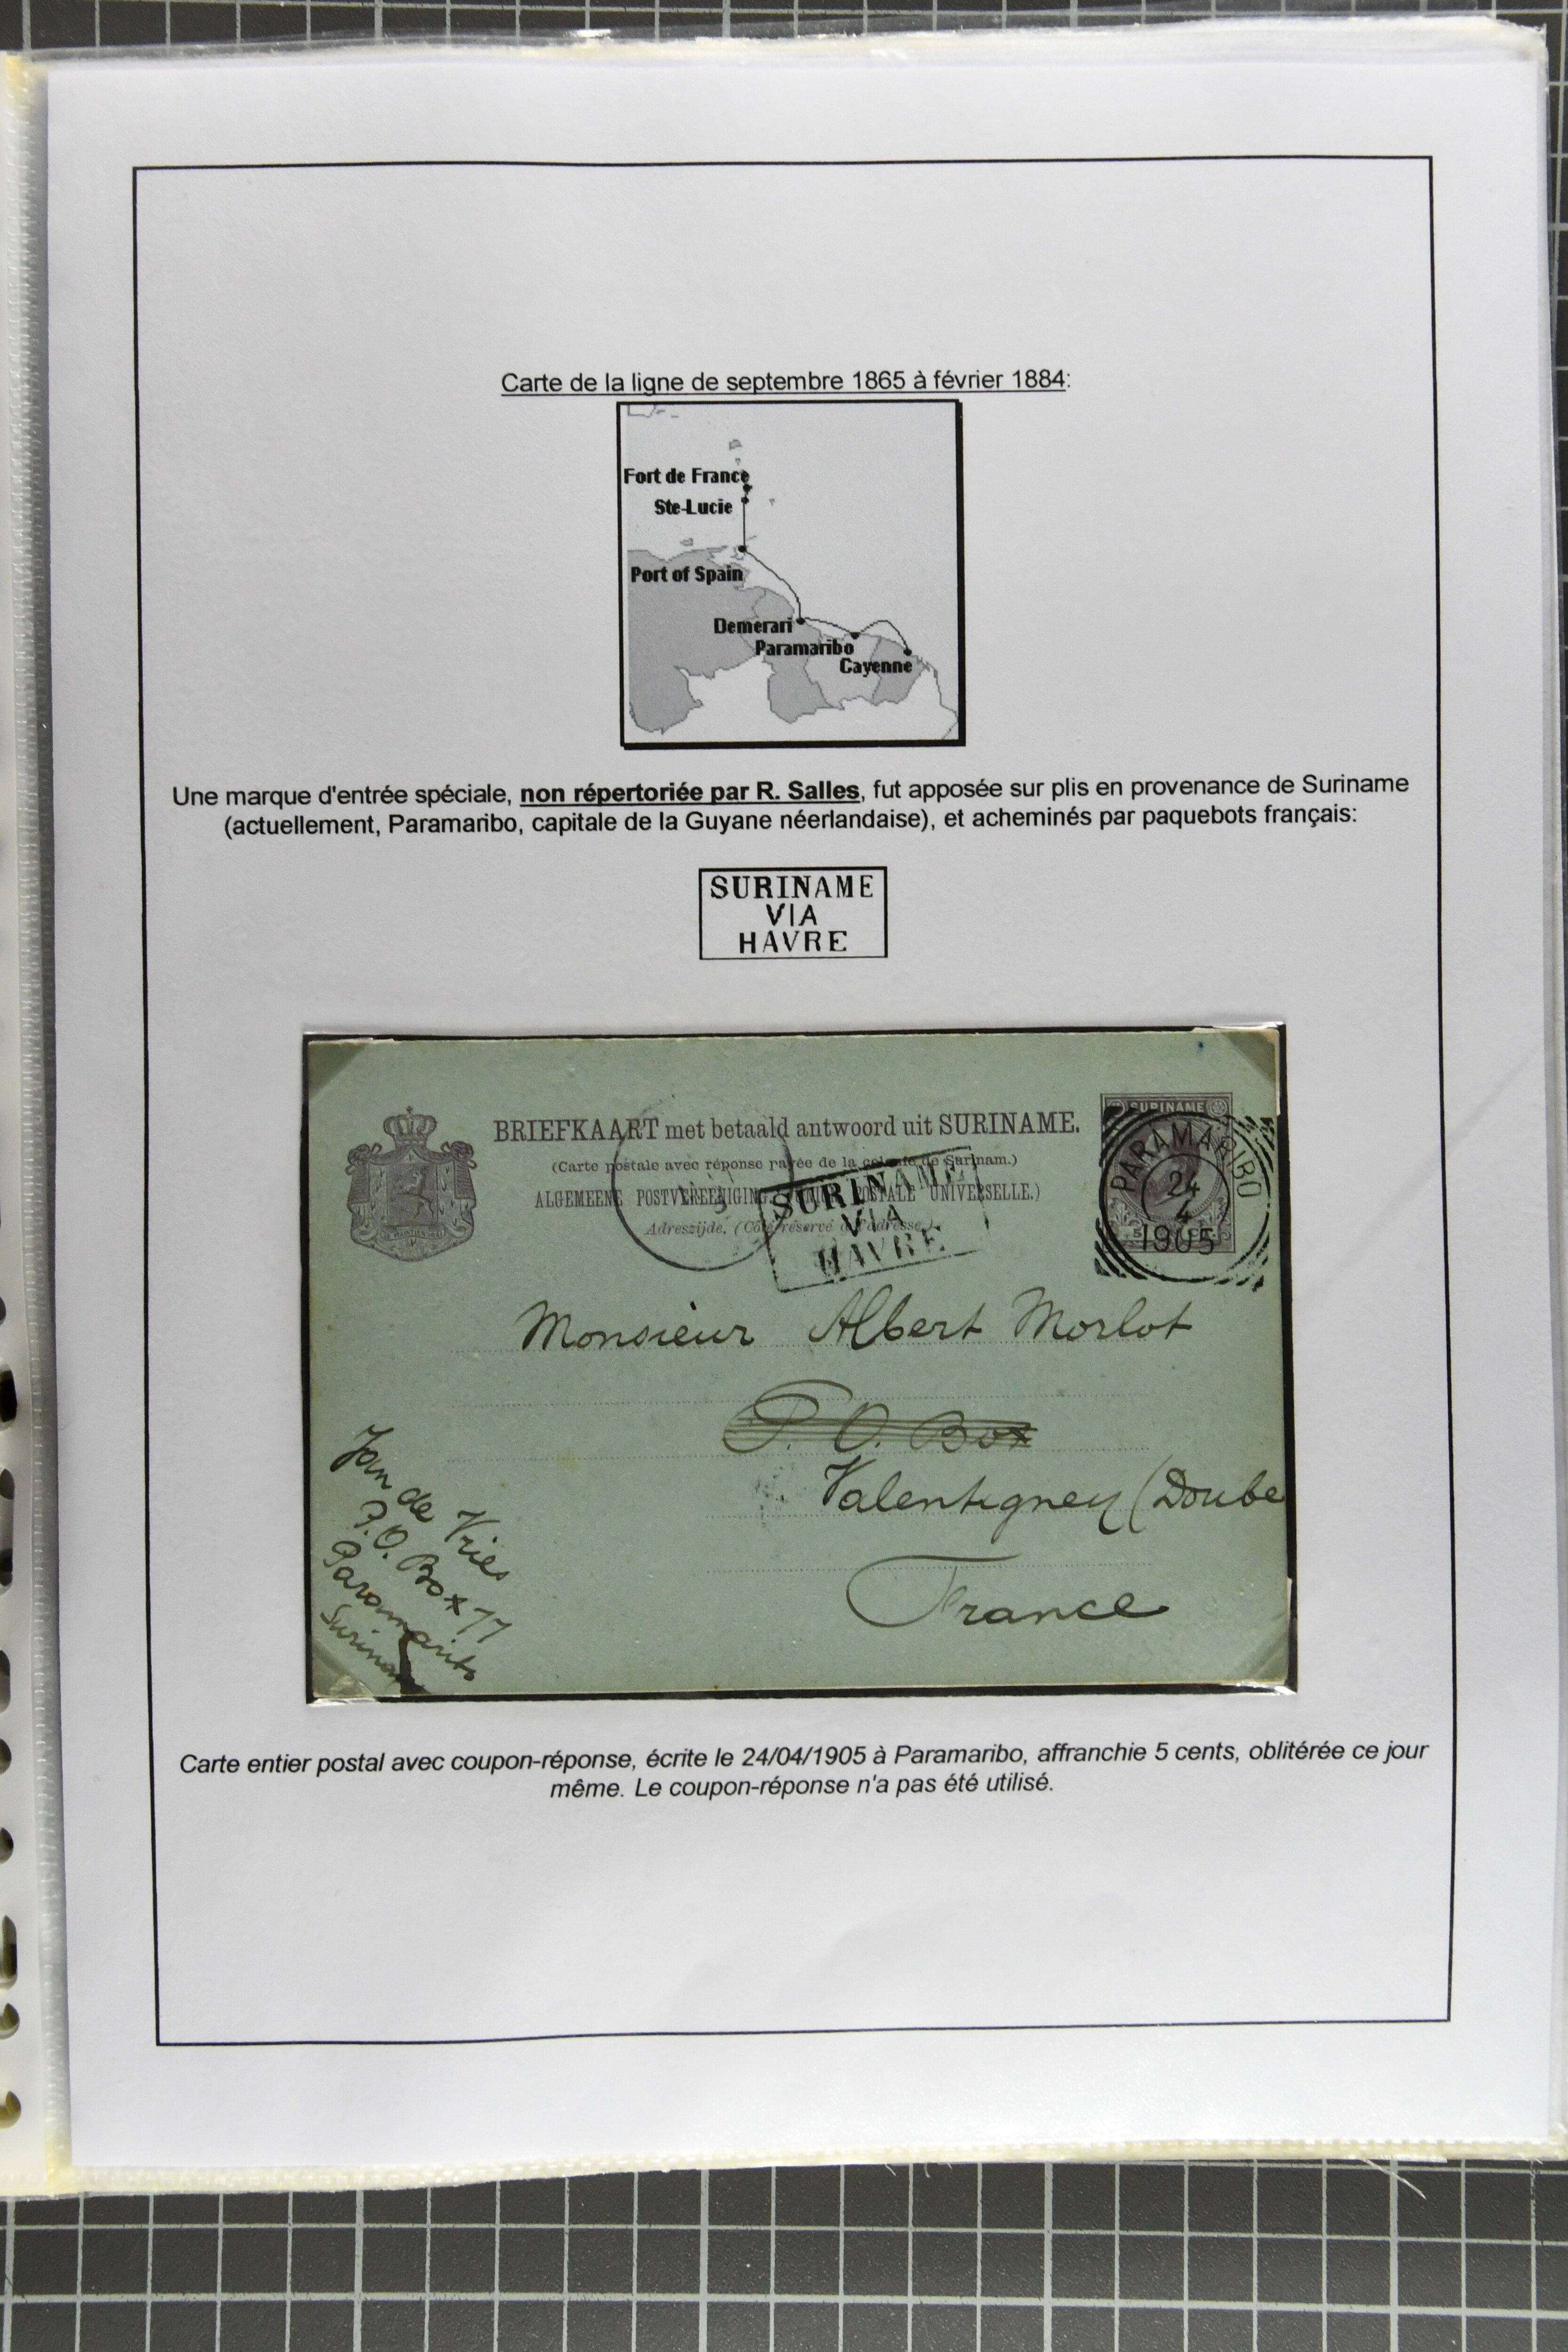 Carte de la ligne de septembre 1865 à février 1884:
Fort de France
Ste-Lucie
Port of Spain
Demerari
Paramaribo
Cayenne
Une marque d'entrée spéciale, non répertoriée par R. Salles, fut apposée sur plis en provenance de Suriname
(actuellement, Paramaribo, capitale de la Guyane néerlandaise), et acheminés par paquebots français:
SURINAME
VIA
HAVRE
BRIEFKAART met betaald antwoord uit SURINAME.
(Carte postale avec réponse payée de la colonie de Surinam.)
ALGEMEENE POSTVEREENIGING. (UNION POSTALE UNIVERSELLE.)
Adreszijde. (Côté réservé à l'adresse.)
SURINAME
VIA
HAVRE
SURINAME
PARAMARIBO
24
4
1905
Monsieur Albert Morlot
P. O. Box
Valentigney (Doubs
France
Jan de Vries
P.O. Box 77
Paramaribo
Carte entier postal avec coupon-réponse, écrite le 24/04/1905 à Paramaribo, affranchie 5 cents, oblitérée ce jour
même. Le coupon-réponse n'a pas été utilisé.